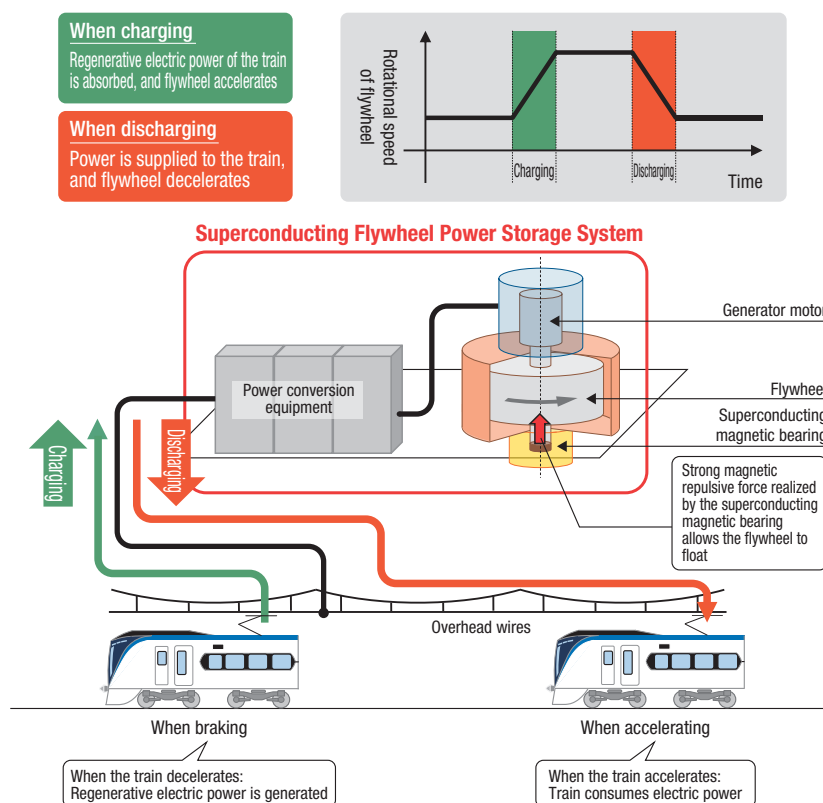 When charging
Regenerative electric power of the train
is absorbed, and flywheel accelerates
When discharging
Power is supplied to the train,
and flywheel decelerates
Rotational speed
of flywheel
Charging
Discharging
Time
Superconducting Flywheel Power Storage System
Generator motor
Power conversion
equipment
Flywheel
Superconducting
magnetic bearing
Charging
Discharging
Strong magnetic
repulsive force realized
by the superconducting
magnetic bearing
allows the flywheel to
float
Overhead wires
When braking
When accelerating
When the train decelerates:
Regenerative electric power is generated
When the train accelerates:
Train consumes electric power